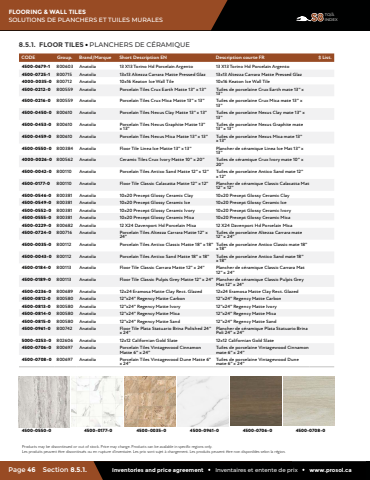 FLOORING & WALL TILES
SOLUTIONS DE PLANCHERS ET TUILES MURALES
INDEX
8.5.1. FLOOR TILES • PLANCHERS DE CÉRAMIQUE
CODE Group. Brand/Marque Short Description EN Description courte FR $ List.
4500-0679-1 800603 Anatolia 13 X13 Torino Hd Porcelain Argento 13 X13 Torino Hd Porcelain Argento
4500-0725-1 800715 Anatolia 13x13 Allessa Carrara Matte Pressed Glaz 13x13 Allessa Carrara Matte Pressed Glaz
4000-0035-0 800712 Anatolia 10x16 Keaton Ice Wall Tile 10x16 Keaton Ice Wall Tile
4500-0212-0 800559 Anatolia Porcelain Tiles Crux Earth Matte 13" x 13" Tuiles de porcelaine Crux Earth mate 13" x
13"
4500-0216-0 800559 Anatolia Porcelain Tiles Crux Mica Matte 13" x 13" Tuiles de porcelaine Crux Mica mate 13" x
13"
4500-0450-0 800610 Anatolia Porcelain Tiles Nexus Clay Matte 13" x 13" Tuiles de porcelaine Nexus Clay mate 13" x
13"
4500-0453-0 800610 Anatolia Porcelain Tiles Nexus Graphite Matte 13"
x 13" Tuiles de porcelaine Nexus Graphite mate
13" x 13"
4500-0459-0 800610 Anatolia Porcelain Tiles Nexus Mica Matte 13" x 13" Tuiles de porcelaine Nexus Mica mate 13"
x 13"
4500-0550-0 800384 Anatolia Floor Tile Linea Ice Matte 13" x 13" Plancher de céramique Linea Ice Mat 13" x
13"
4000-0026-0 800562 Anatolia Ceramic Tiles Crux Ivory Matte 10" x 20" Tuiles de céramique Crux Ivory mate 10" x
20"
4500-0042-0 800110 Anatolia Porcelain Tiles Antico Sand Matte 12" x 12" Tuiles de porcelaine Antico Sand mate 12"
x 12"
4500-0177-0 800110 Anatolia Floor Tile Classic Calacatta Matte 12" x 12" Plancher de céramique Classic Calacatta Mat
12" x 12"
4500-0546-0 800381 Anatolia 10x20 Precept Glossy Ceramic Clay 10x20 Precept Glossy Ceramic Clay
4500-0549-0 800381 Anatolia 10x20 Precept Glossy Ceramic Ice 10x20 Precept Glossy Ceramic Ice
4500-0552-0 800381 Anatolia 10x20 Precept Glossy Ceramic Ivory 10x20 Precept Glossy Ceramic Ivory
4500-0555-0 800381 Anatolia 10x20 Precept Glossy Ceramic Mica 10x20 Precept Glossy Ceramic Mica
4500-0229-0 800682 Anatolia 12 X24 Davenport Hd Porcelain Mica 12 X24 Davenport Hd Porcelain Mica
4500-0724-0 800716 Anatolia Porcelain Tiles Allessa Carrara Matte 12" x
24" Tuiles de porcelaine Allessa Carrara mate
12" x 24"
4500-0035-0 800112 Anatolia Porcelain Tiles Antico Classic Matte 18" x 18" Tuiles de porcelaine Antico Classic mate 18"
x 18"
4500-0043-0 800112 Anatolia Porcelain Tiles Antico Sand Matte 18" x 18" Tuiles de porcelaine Antico Sand mate 18"
x 18"
4500-0184-0 800113 Anatolia Floor Tile Classic Carrara Matte 12" x 24" Plancher de céramique Classic Carrara Mat
12" x 24"
4500-0189-0 800113 Anatolia Floor Tile Classic Pulpis Grey Matte 12" x 24" Plancher de céramique Classic Pulpis Grey
Mat 12" x 24"
4500-0236-0 800689 Anatolia 12x24 Eramosa Matte Clay Rect. Glazed 12x24 Eramosa Matte Clay Rect. Glazed
4500-0812-0 800580 Anatolia 12"x24" Regency Matte Carbon 12"x24" Regency Matte Carbon
4500-0813-0 800580 Anatolia 12"x24" Regency Matte Ivory 12"x24" Regency Matte Ivory
4500-0814-0 800580 Anatolia 12"x24" Regency Matte Mica 12"x24" Regency Matte Mica
4500-0815-0 800580 Anatolia 12"x24" Regency Matte Sand 12"x24" Regency Matte Sand
4500-0941-0 800742 Anatolia Floor Tile Plata Statuario Brina Polished 24"
x 24" Plancher de céramique Plata Statuario Brina
Poli 24" x 24"
5000-0253-0 802606 Anatolia 12x12 Californian Gold Slate 12x12 Californian Gold Slate
4500-0706-0 800697 Anatolia Porcelain Tiles Vintagewood Cinnamon
Matte 6" x 24" Tuiles de porcelaine Vintagewood Cinnamon
mate 6" x 24"
4500-0708-0 800697 Anatolia Porcelain Tiles Vintagewood Dune Matte 6"
x 24" Tuiles de porcelaine Vintagewood Dune
mate 6" x 24"
4500-0550-0 4500-0177-0 4500-0035-0 4500-0941-0 4500-0706-0 4500-0708-0
Products may be discontinued or out of stock. Price may change. Products can be available in specific regions only.
Les produits peuvent être discontinués ou en rupture d'inventaire. Les prix sont sujet à changement. Les produits peuvent être non disponibles selon la région.
Page 46 Section 8.5.1. Inventories and price agreement • Inventaires et entente de prix • www.prosol.ca